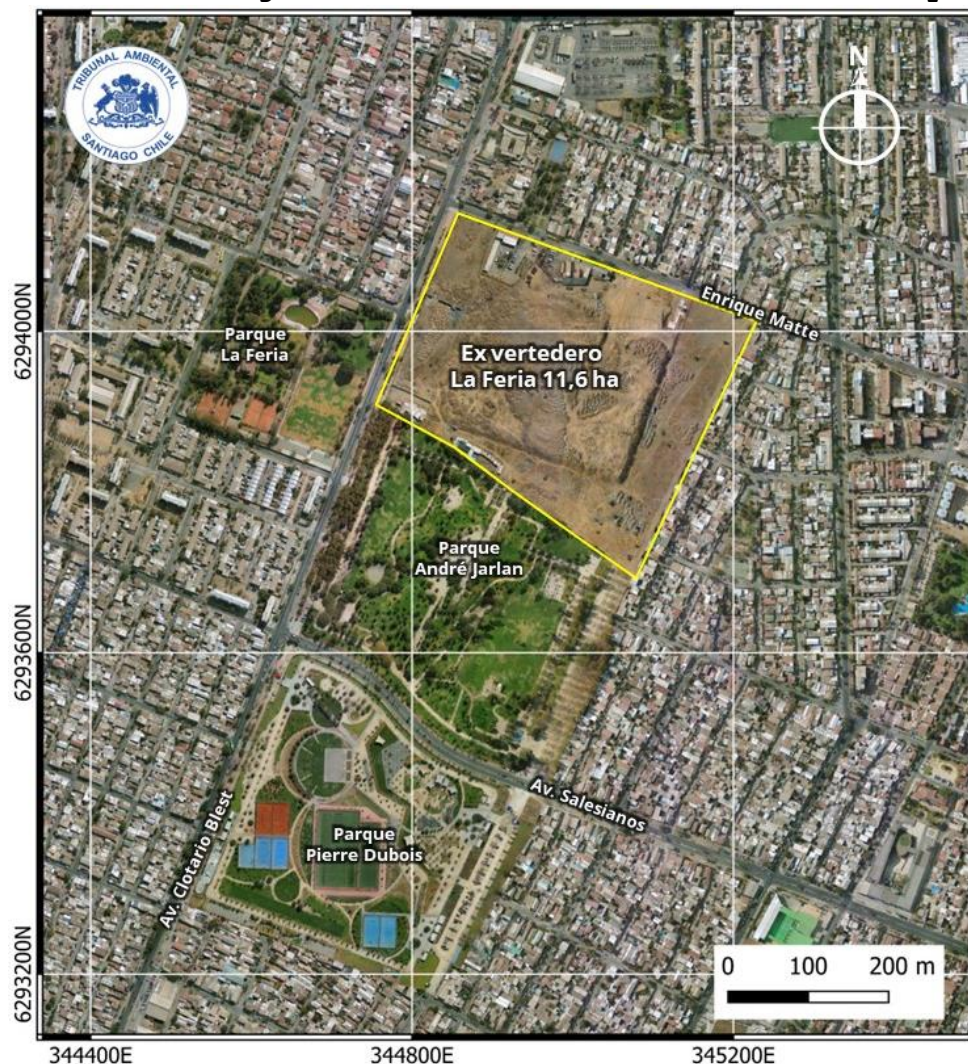 TRIBUNAL AMBIENTAL
SANTIAGO CHILE
N
6294000N
Enrique Matte
Parque
La Feria
Ex vertedero
La Feria 11,6 ha
Parque
André Jarlan
6293600N
Av. Clotario Blest
Parque
Pierre Dubois
Av. Salesianos
6293200N
0 100 200 m
344400E 344800E 345200E